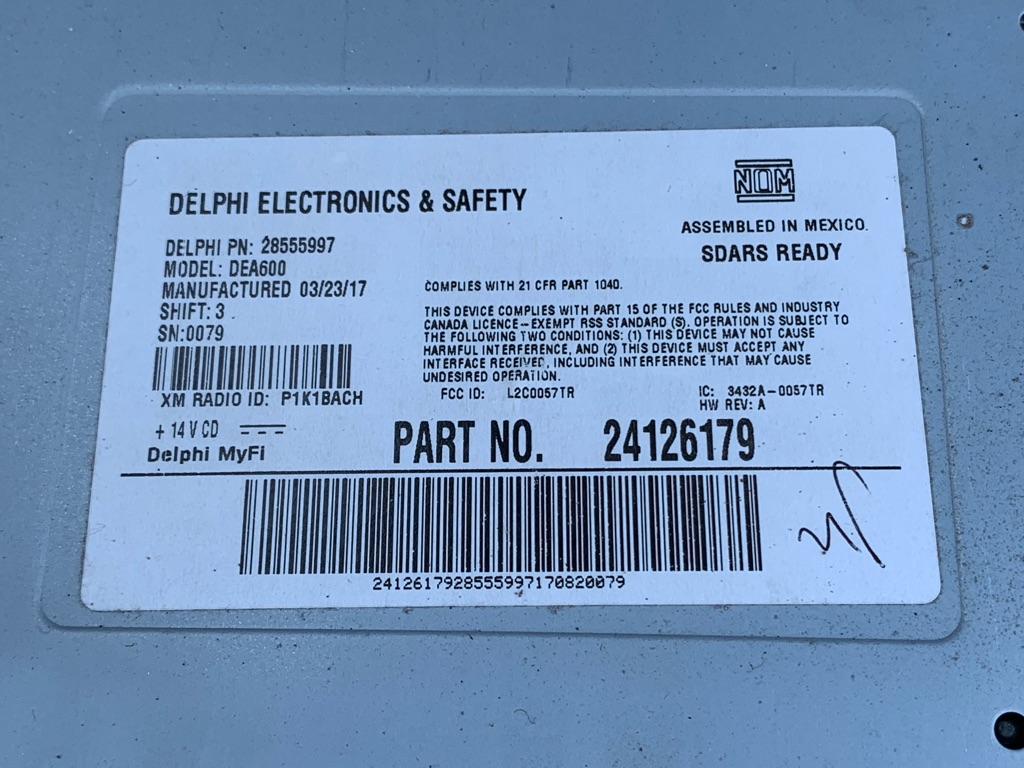 NOM
DELPHI ELECTRONICS & SAFETY
ASSEMBLED IN MEXICO.
SDARS READY
DELPHI PN: 28555997
MODEL: DEA600
MANUFACTURED 03/23/17
SHIFT: 3
SN:0079
COMPLIES WITH 21 CFR PART 1040.
THIS DEVICE COMPLIES WITH PART 15 OF THE FCC RULES AND INDUSTRY
CANADA LICENCE-EXEMPT RSS STANDARD (S). OPERATION IS SUBJECT TO
THE FOLLOWING TWO CONDITIONS: (1) THIS DEVICE MAY NOT CAUSE
HARMFUL INTERFERENCE, AND (2) THIS DEVICE MUST ACCEPT ANY
INTERFERENCE RECEIVED, INCLUDING INTERFERENCE THAT MAY CAUSE
UNDESIRED OPERATION.
FCC ID: L2C0057TR
IC: 3432A-0057TR
HW REV: A
XM RADIO ID: P1K1BACH
+ 14 V CD
Delphi MyFi
PART NO. 24126179
241261792855599717082​0079